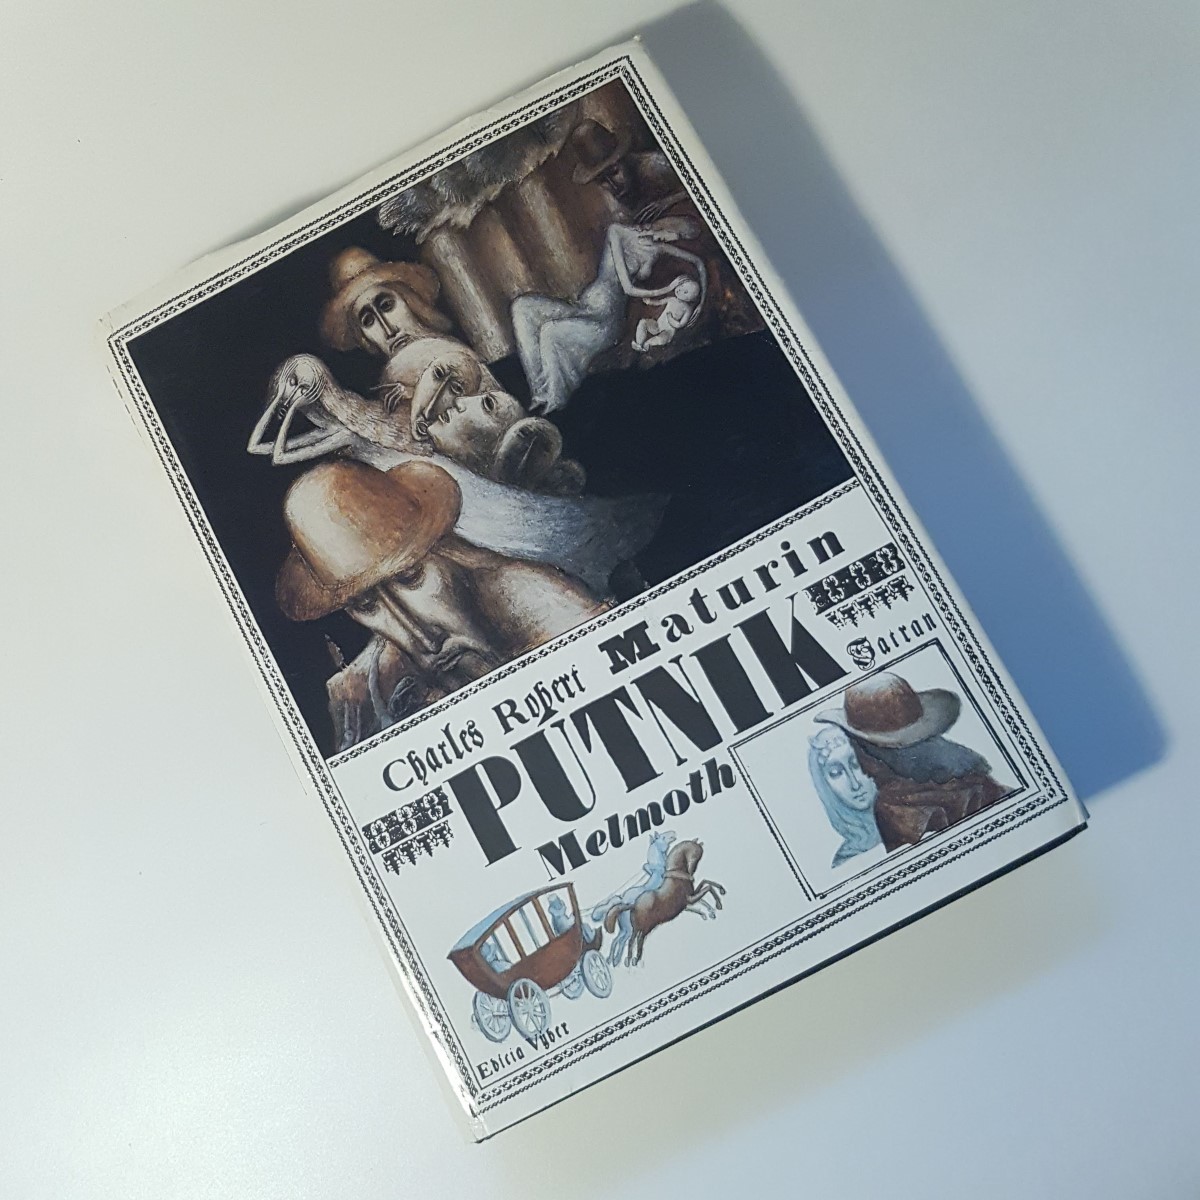 Charles Robert Maturin
PÚTNIK
Tatran
Melmoth
Edícia Výber